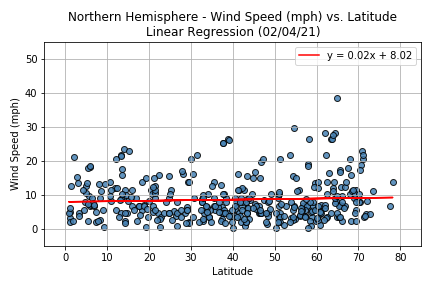 Northern Hemisphere - Wind Speed (mph) vs. Latitude
Linear Regression (02/04/21)
y = 0.02x + 8.02
Wind Speed (mph)
50
40
30
20
10
0
0 10 20 30 40 50 60 70 80
Latitude